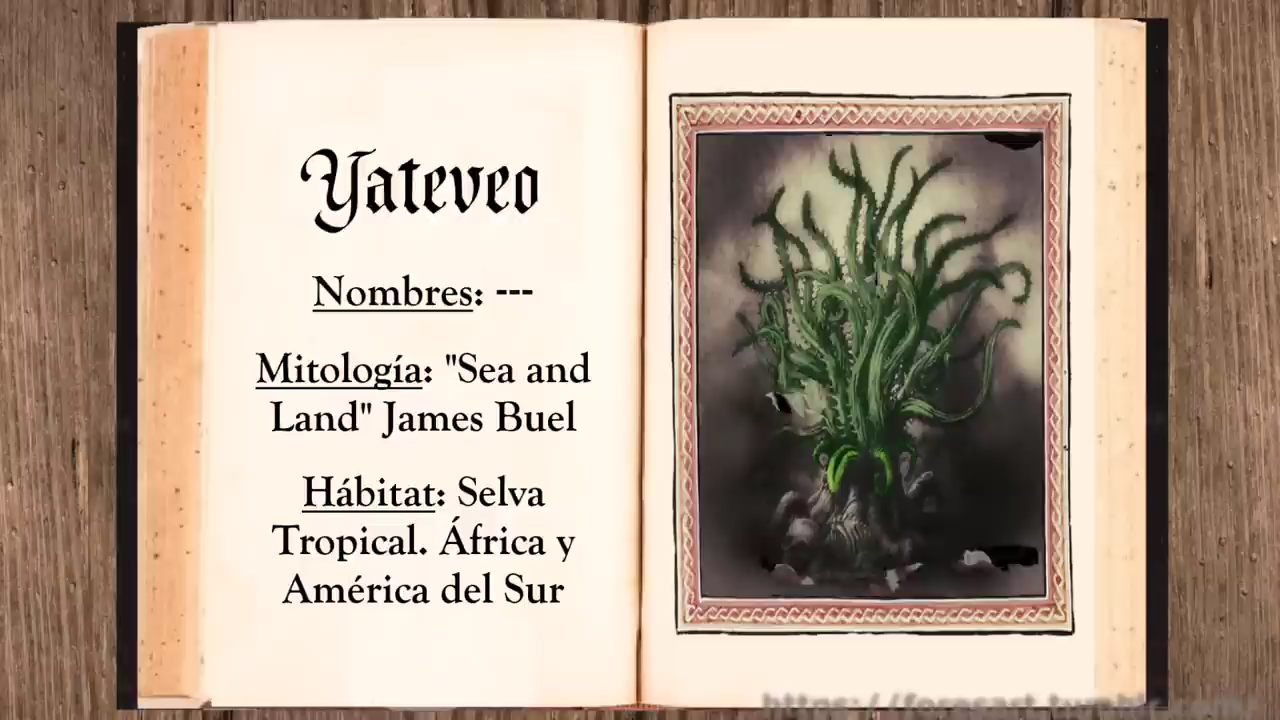 Yateveo
Nombres: ---
Mitología: "Sea and
Land" James Buel
Hábitat: Selva
Tropical. África y
América del Sur